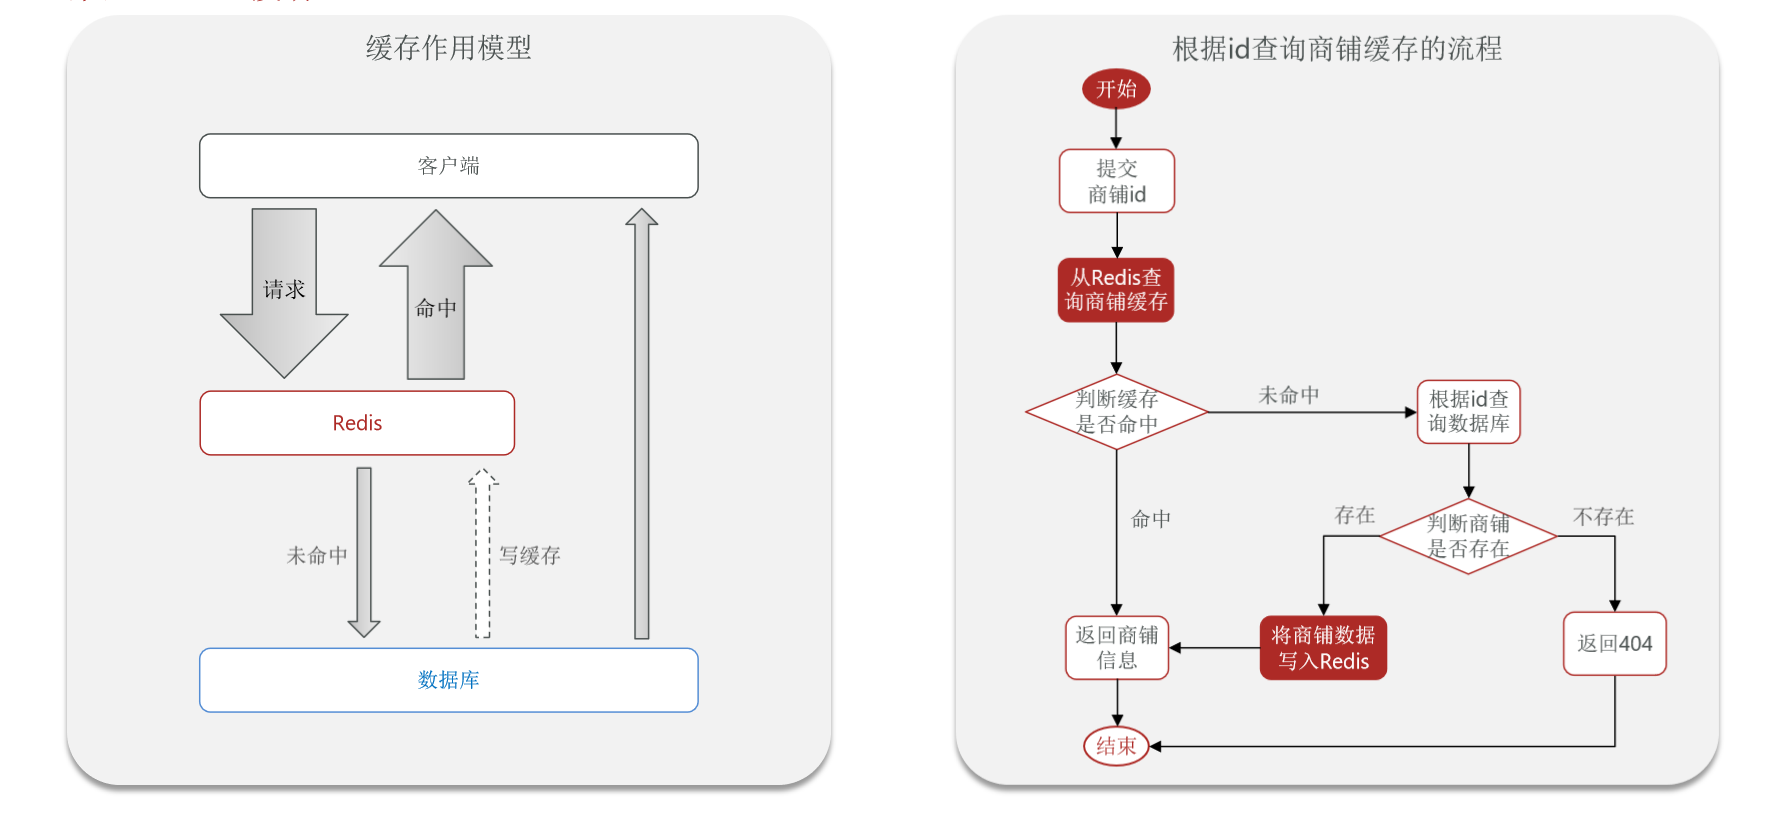 缓存作用模型
客户端
请求
命中
Redis
未命中
写缓存
数据库
根据id查询商铺缓存的流程
开始
提交
商铺id
从Redis查
询商铺缓存
判断缓存
是否命中
未命中
根据id查
询数据库
命中
判断商铺
是否存在
存在
不存在
返回商铺
信息
将商铺数据
写入Redis
返回404
结束